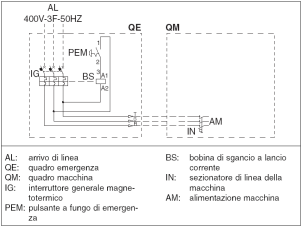 AL
400V-3F-50HZ
QE
QM
PEM
1
2
IG
BS
A1
A2
AM
IN
AL: arrivo di linea
QE: quadro emergenza
QM: quadro macchina
IG: interruttore generale magne-
totermico
PEM: pulsante a fungo di emergen-
za
BS: bobina di sgancio a lancio
corrente
IN: sezionatore di linea della
macchina
AM: alimentazione macchina